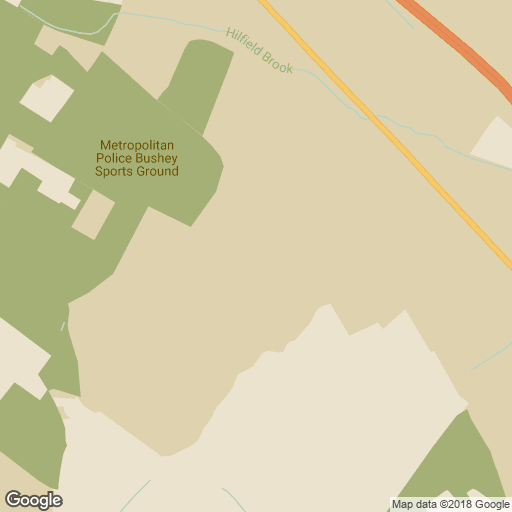 Hilfield Brook
Metropolitan
Police Bushey
Sports Ground
Google
Map data ©2018 Google